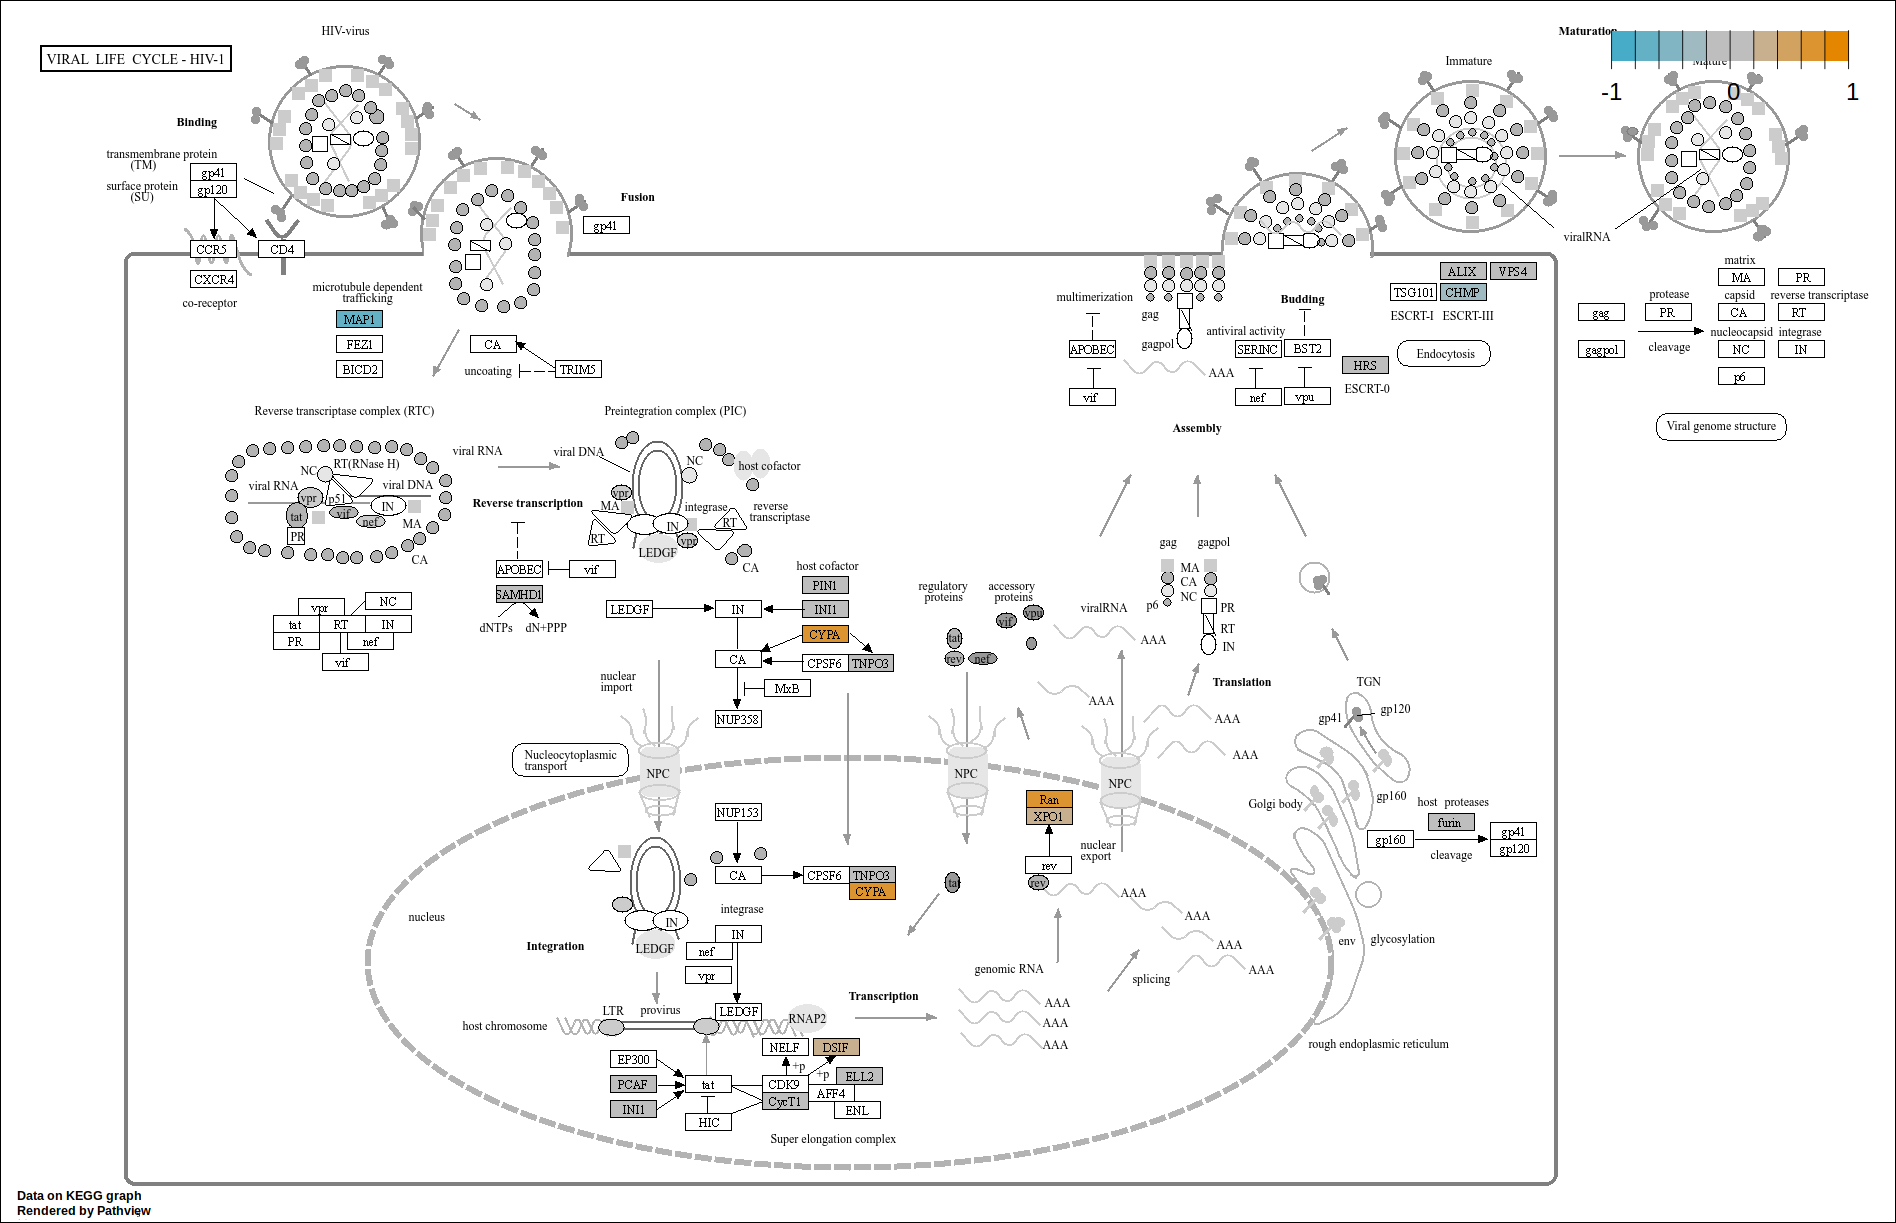 VIRAL LIFE CYCLE - HIV-1
HIV-virus
Binding
transmembrane protein
(TM)
surface protein
(SU)
gp41
gp120
CCR5
CD4
CXCR4
co-receptor
Fusion
gp41
microtubule dependent
trafficking
MAP1
FEZ1
BICD2
CA
uncoating
TRIM5
Reverse transcriptase complex (RTC)
NC
RT(RNase H)
viral RNA
viral DNA
vpr
p51
IN
tat
vif
nef
MA
PR
CA
vpr
NC
tat
RT
IN
PR
nef
vif
viral RNA
Reverse transcription
APOBEC
vif
SAMHD1
dNTPs
dN+PPP
Preintegration complex (PIC)
viral DNA
NC
host cofactor
vpr
MA
integrase
reverse
transcriptase
IN
RT
RT
vpr
LEDGF
CA
host cofactor
PIN1
LEDGF
IN
INI1
CYPA
CA
CPSF6
TNPO3
MxB
NUP358
nuclear
import
Nucleocytoplasmic
transport
NPC
NPC
NPC
NUP153
CA
CPSF6
TNPO3
CYPA
integrase
IN
nef
vpr
LEDGF
IN
LEDGF
Integration
nucleus
LTR
provirus
host chromosome
RNAP2
Transcription
EP300
PCAF
INI1
tat
HIC
NELF
DSIF
+p
+p
CDK9
CycT1
ELL2
AFF4
ENL
Super elongation complex
regulatory
proteins
accessory
proteins
tat
rev
nef
vif
vpu
viralRNA
AAA
AAA
AAA
AAA
Ran
XPO1
nuclear
export
rev
rev
tat
AAA
AAA
AAA
AAA
splicing
genomic RNA
AAA
AAA
AAA
Translation
gag
gagpol
MA
CA
NC
p6
PR
RT
IN
Assembly
multimerization
APOBEC
vif
gag
gagpol
AAA
antiviral activity
SERINC
nef
Budding
BST2
vpu
HRS
ESCRT-0
TSG101
ALIX
VPS4
CHMP
ESCRT-I
ESCRT-III
Endocytosis
TGN
gp41
gp120
gp160
Golgi body
host proteases
furin
gp160
gp41
gp120
cleavage
env
glycosylation
rough endoplasmic reticulum
Maturation
Immature
Mature
-1
0
1
viralRNA
gag
gagpol
protease
PR
cleavage
matrix
MA
PR
capsid
reverse transcriptase
CA
RT
nucleocapsid
integrase
NC
IN
p6
Viral genome structure
Data on KEGG graph
Rendered by Pathview